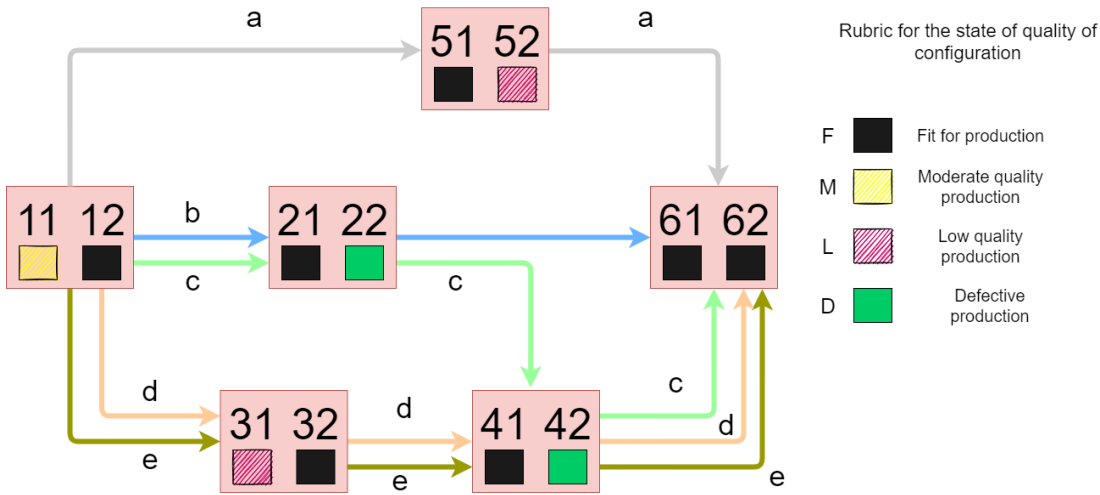 a
a
51 52
Rubric for the state of quality of
configuration
F
Fit for production
M
Moderate quality
production
L
Low quality
production
D
Defective
production
11 12
b
c
21 22
c
61 62
d
e
31 32
d
e
41 42
c
d
e